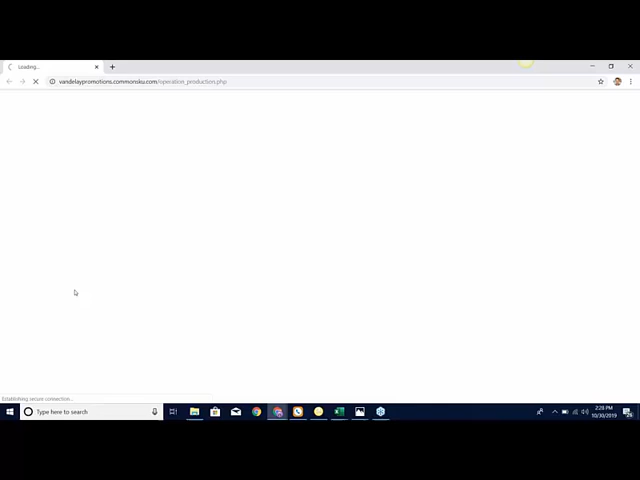 Loading...
vandelaypromotions.commonsku.com/operation_production.php
Establishing secure connection...
Type here to search
2:28 PM
10/30/2019